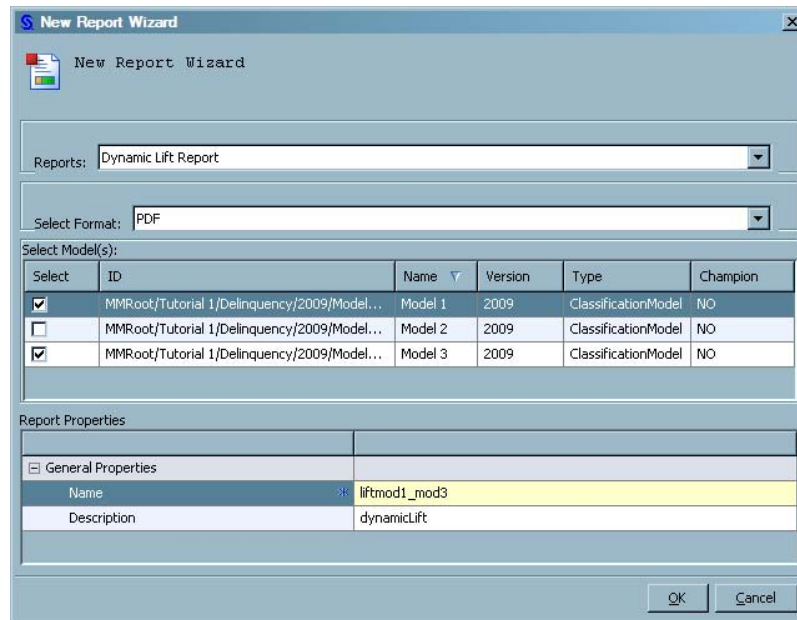 New Report Wizard
New Report Wizard
Reports: Dynamic Lift Report
Select Format: PDF
Select Model(s):
Select ID Name Version Type Champion
MMRoot/Tutorial 1/Delinquency/2009/Model... Model 1 2009 ClassificationModel NO
MMRoot/Tutorial 1/Delinquency/2009/Model... Model 2 2009 ClassificationModel NO
MMRoot/Tutorial 1/Delinquency/2009/Model... Model 3 2009 ClassificationModel NO
Report Properties
General Properties
Name * liftmod1_mod3
Description dynamicLift
OK Cancel